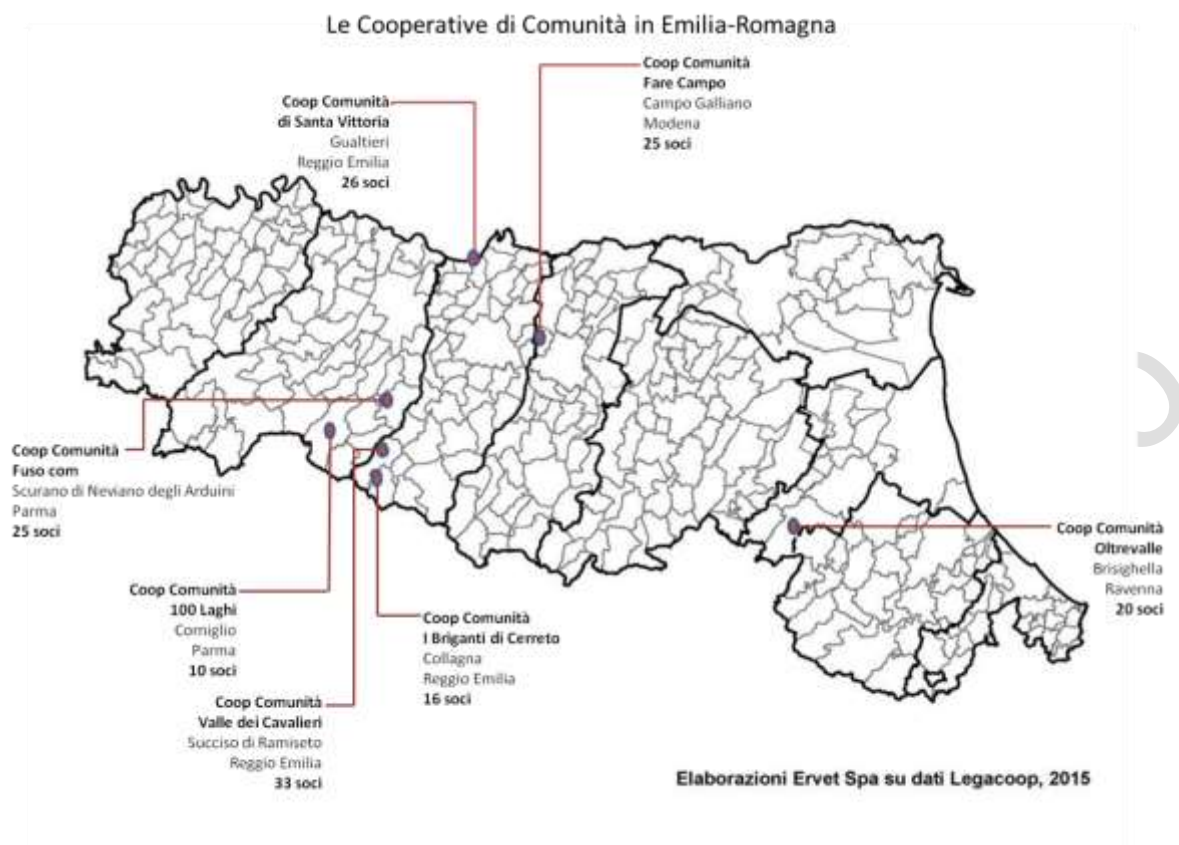 Le Cooperative di Comunità in Emilia-Romagna
Coop Comunità
Fare Campo
Campo Galliano
Modena
25 soci
Coop Comunità
di Santa Vittoria
Gualtieri
Reggio Emilia
26 soci
Coop Comunità
Fuso com
Scurano di Neviano degli Arduini
Parma
25 soci
Coop Comunità
Oltrevalle
Brisighella
Ravenna
20 soci
Coop Comunità
100 Laghi
Corniglio
Parma
10 soci
Coop Comunità
I Briganti di Cerreto
Collagna
Reggio Emilia
16 soci
Coop Comunità
Valle dei Cavalieri
Succiso di Ramiseto
Reggio Emilia
33 soci
Elaborazioni Ervet Spa su dati Legacoop, 2015